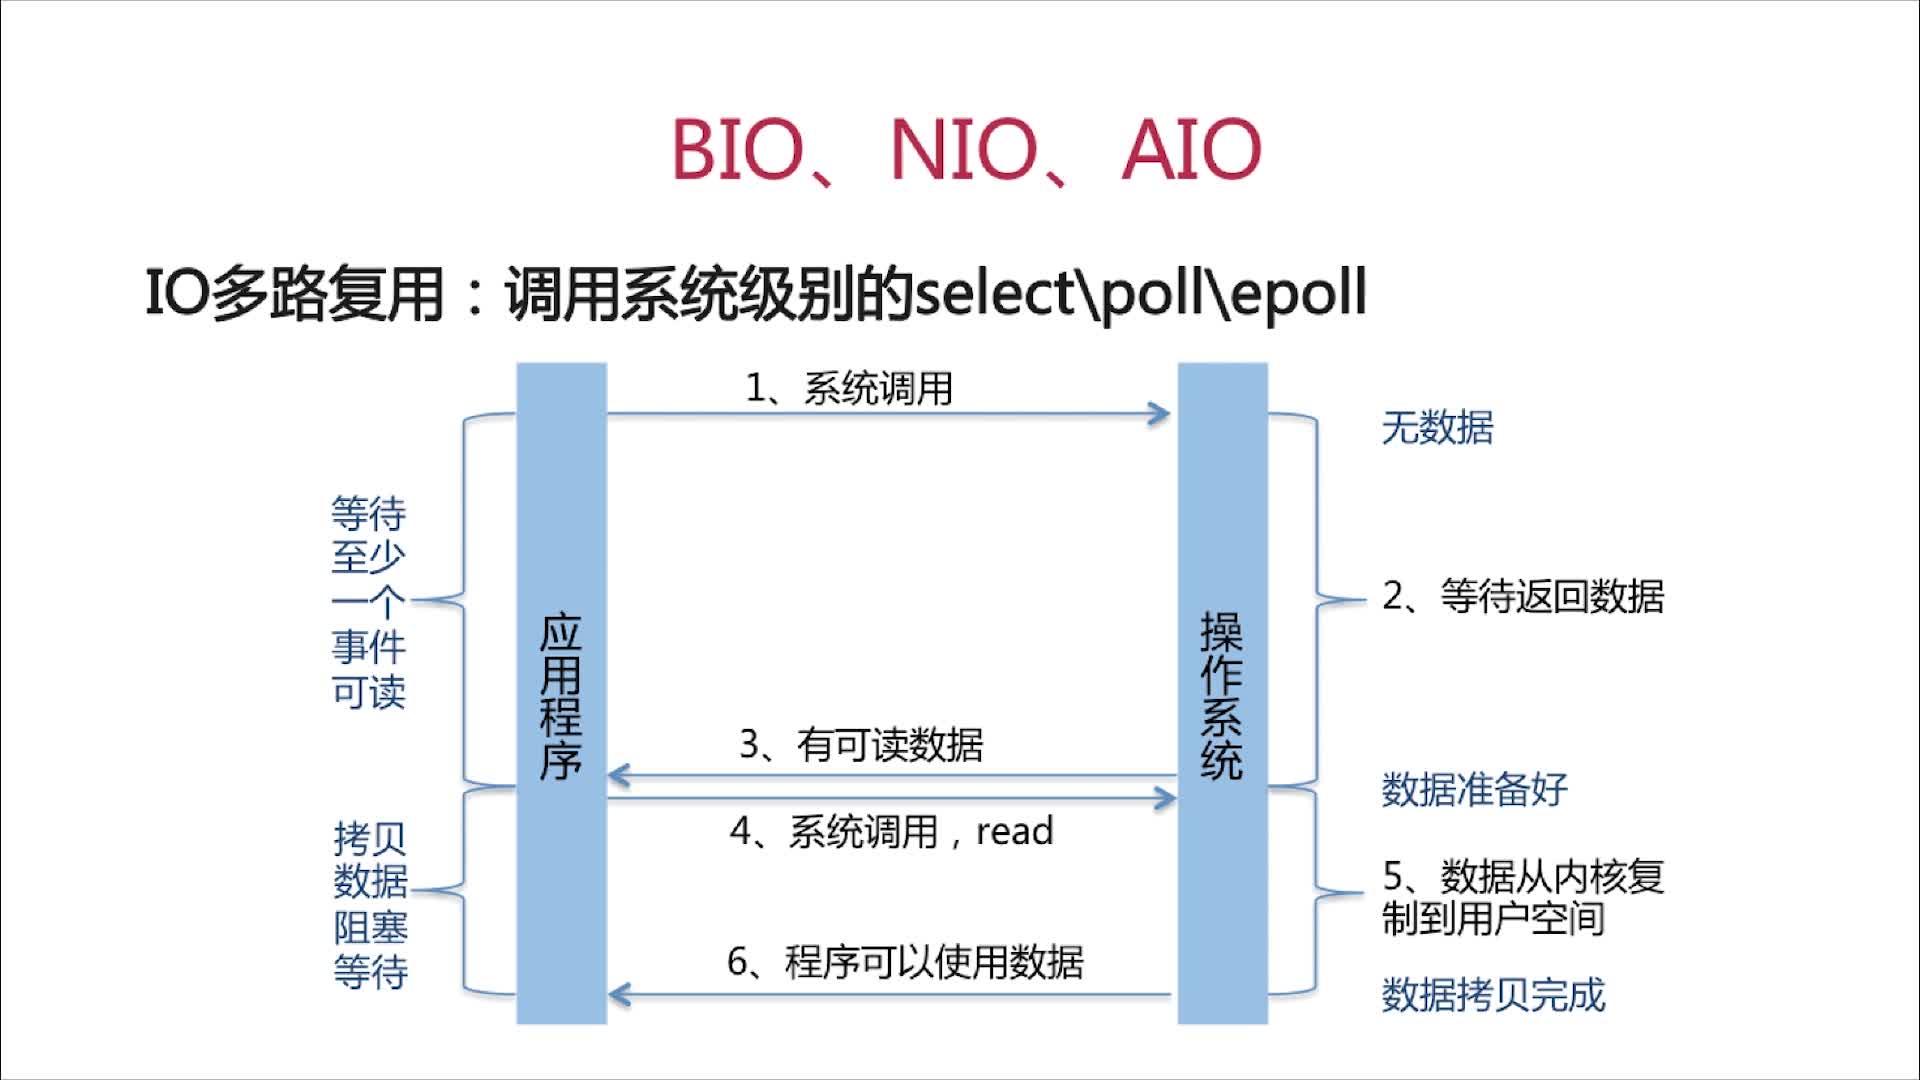 BIO、NIO、AIO
IO多路复用：调用系统级别的select\poll\epoll
1、系统调用
无数据
等待
至少
一个
事件
可读
应用程序
操作系统
2、等待返回数据
3、有可读数据
数据准备好
4、系统调用，read
拷贝
数据
阻塞
等待
5、数据从内核复
制到用户空间
6、程序可以使用数据
数据拷贝完成